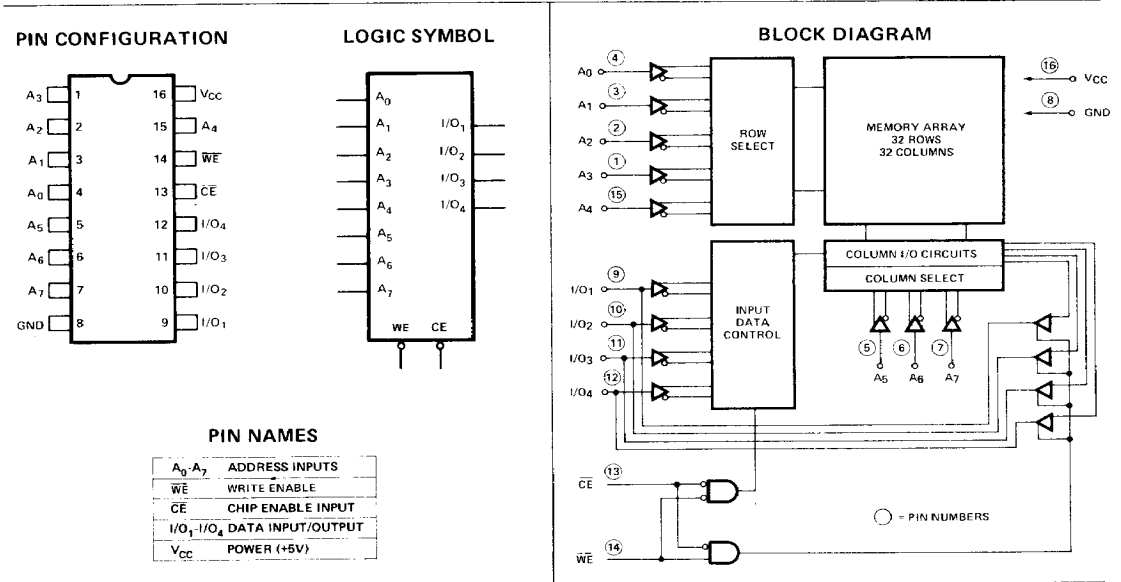 PIN CONFIGURATION
A3 1 16 VCC
A2 2 15 A4
A1 3 14 W̅E̅
A0 4 13 C̅E̅
A5 5 12 I/O4
A6 6 11 I/O3
A7 7 10 I/O2
GND 8 9 I/O1
LOGIC SYMBOL
A0
A1 I/O1
A2 I/O2
A3 I/O3
A4 I/O4
A5
A6
A7
WE CE
PIN NAMES
A0-A7 ADDRESS INPUTS
W̅E̅ WRITE ENABLE
C̅E̅ CHIP ENABLE INPUT
I/O1-I/O4 DATA INPUT/OUTPUT
VCC POWER (+5V)
BLOCK DIAGRAM
A0 4
A1 3
A2 2
A3 1
A4 15
ROW
SELECT
MEMORY ARRAY
32 ROWS
32 COLUMNS
16 VCC
8 GND
COLUMN I/O CIRCUITS
COLUMN SELECT
I/O1 9
I/O2 10
I/O3 11
I/O4 12
INPUT
DATA
CONTROL
5 6 7
A5 A6 A7
C̅E̅ 13
W̅E̅ 14
= PIN NUMBERS